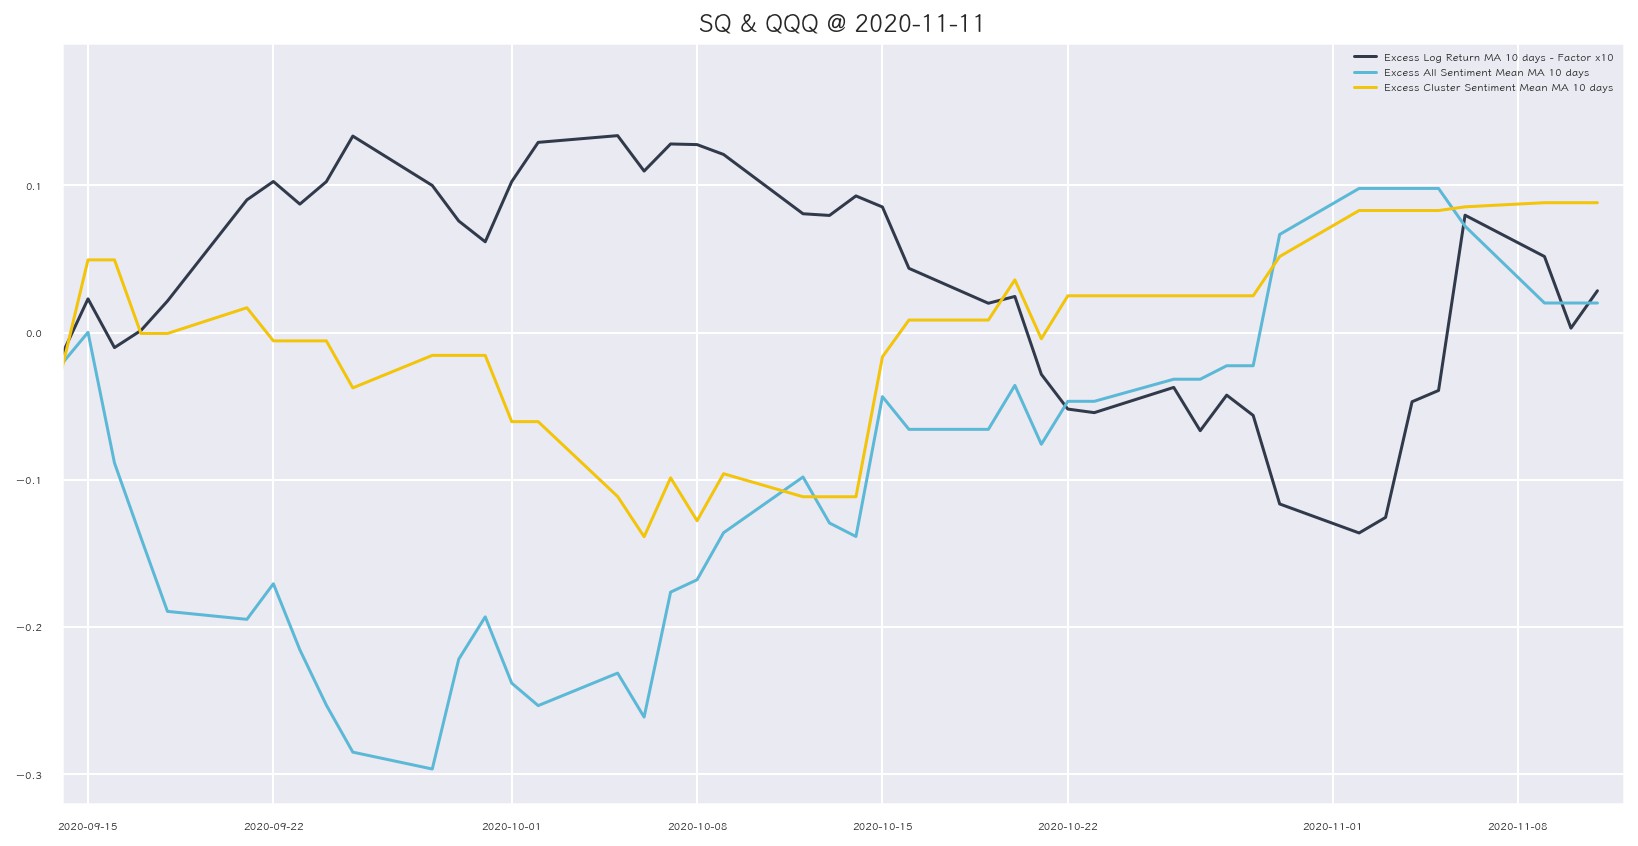 SQ & QQQ @ 2020-11-11
Excess Log Return MA 10 days - Factor x10
Excess All Sentiment Mean MA 10 days
Excess Cluster Sentiment Mean MA 10 days
0.1
0.0
−0.1
−0.2
−0.3
2020-09-15 2020-09-22 2020-10-01 2020-10-08 2020-10-15 2020-10-22 2020-11-01 2020-11-08